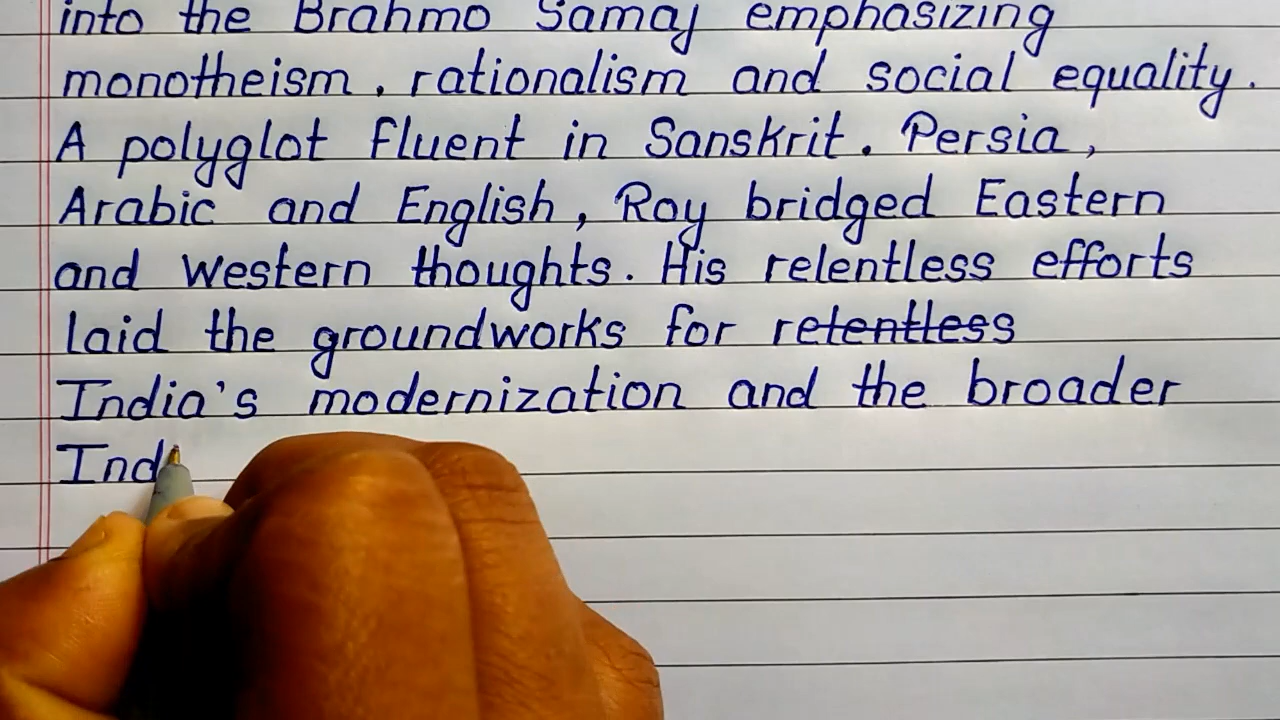 into the Brahmo Samaj emphasizing
monotheism, rationalism and social equality.
A polyglot fluent in Sanskrit. Persia,
Arabic and English, Roy bridged Eastern
and Western thoughts. His relentless efforts
laid the groundworks for retentless
India's modernization and the broader
Ind